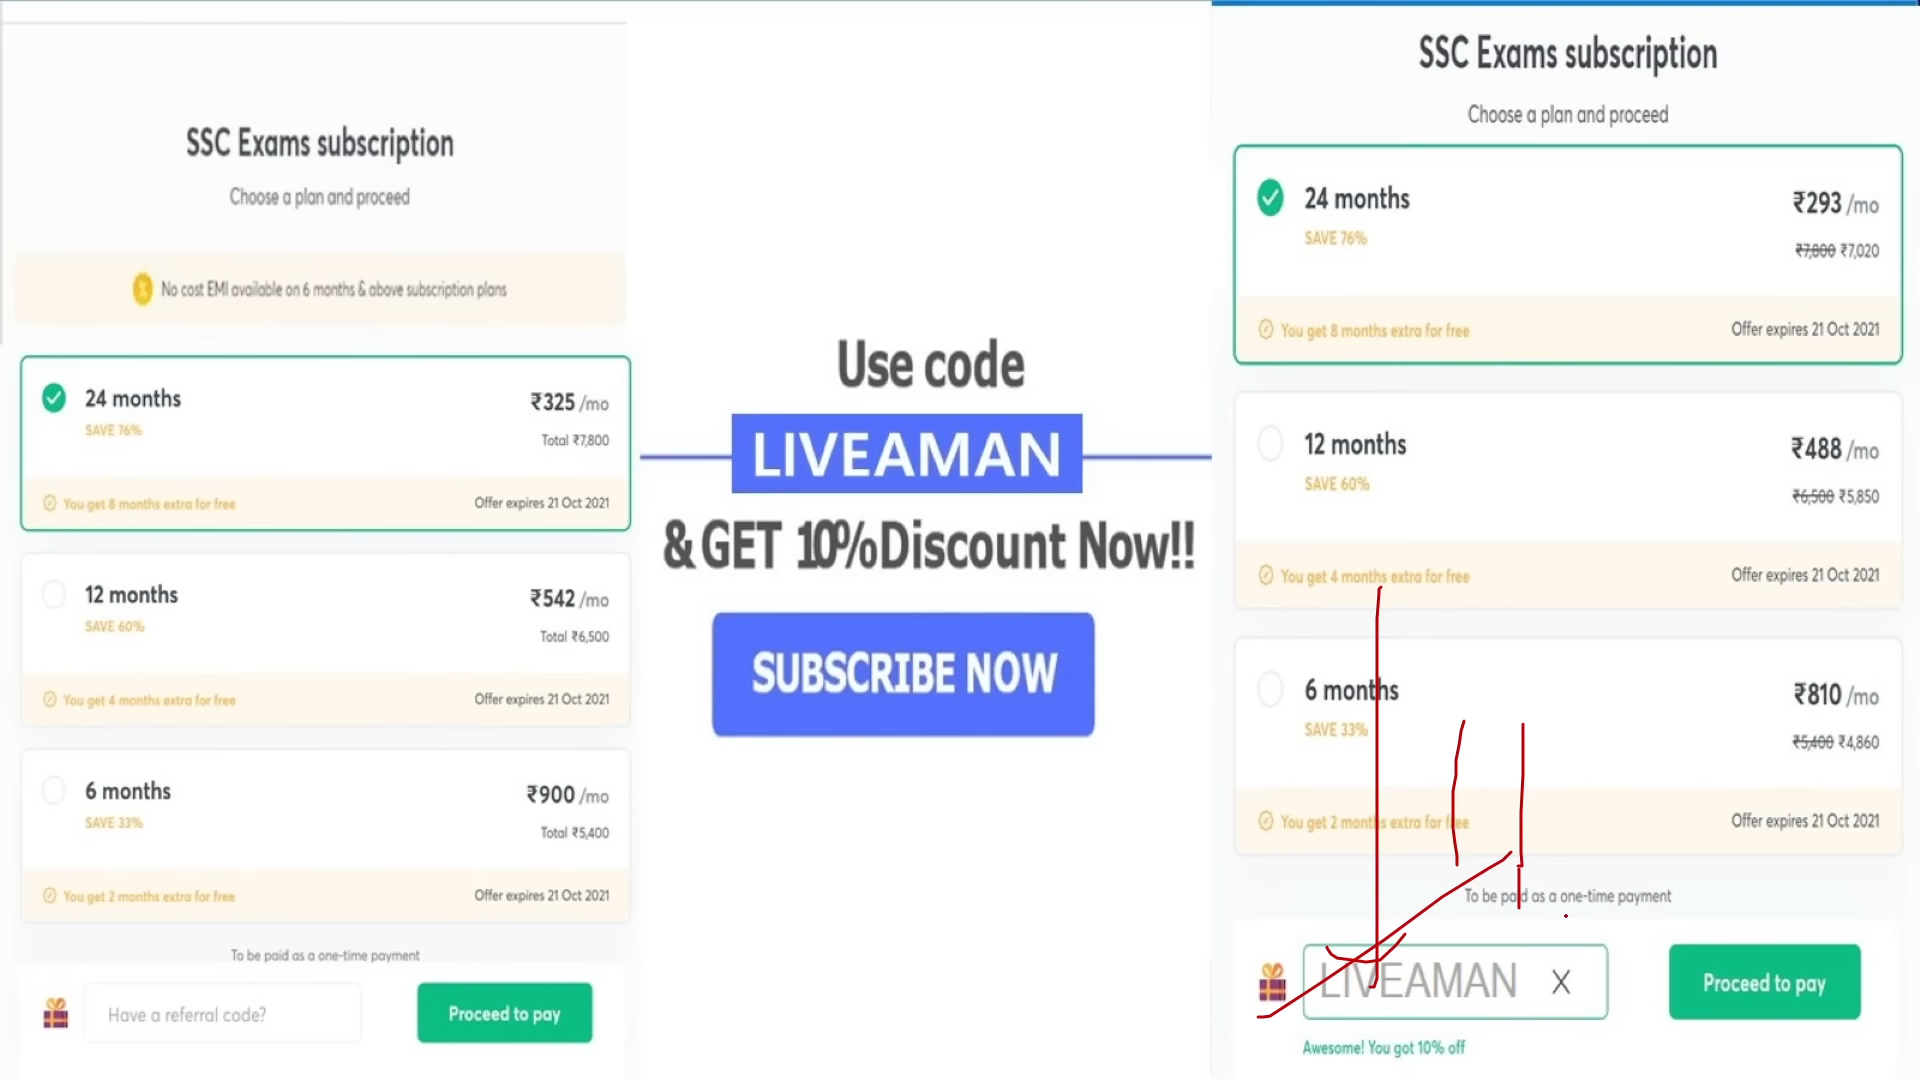 SSC Exams subscription
Choose a plan and proceed
No cost EMI available on 6 months & above subscription plans
24 months
₹325 /mo
SAVE 76%
Total ₹7,800
You get 8 months extra for free
Offer expires 21 Oct 2021
12 months
₹542 /mo
SAVE 60%
Total ₹6,500
You get 4 months extra for free
Offer expires 21 Oct 2021
6 months
₹900 /mo
SAVE 33%
Total ₹5,400
You get 2 months extra for free
Offer expires 21 Oct 2021
To be paid as a one-time payment
Have a referral code?
Proceed to pay
Use code
LIVEAMAN
& GET 10% Discount Now!!
SUBSCRIBE NOW
SSC Exams subscription
Choose a plan and proceed
24 months
₹293 /mo
SAVE 76%
₹7,800 ₹7,020
You get 8 months extra for free
Offer expires 21 Oct 2021
12 months
₹488 /mo
SAVE 60%
₹6,500 ₹5,850
You get 4 months extra for free
Offer expires 21 Oct 2021
6 months
₹810 /mo
SAVE 33%
₹5,400 ₹4,860
You get 2 months extra for free
Offer expires 21 Oct 2021
To be paid as a one-time payment
LIVEAMAN X
Proceed to pay
Awesome! You got 10% off